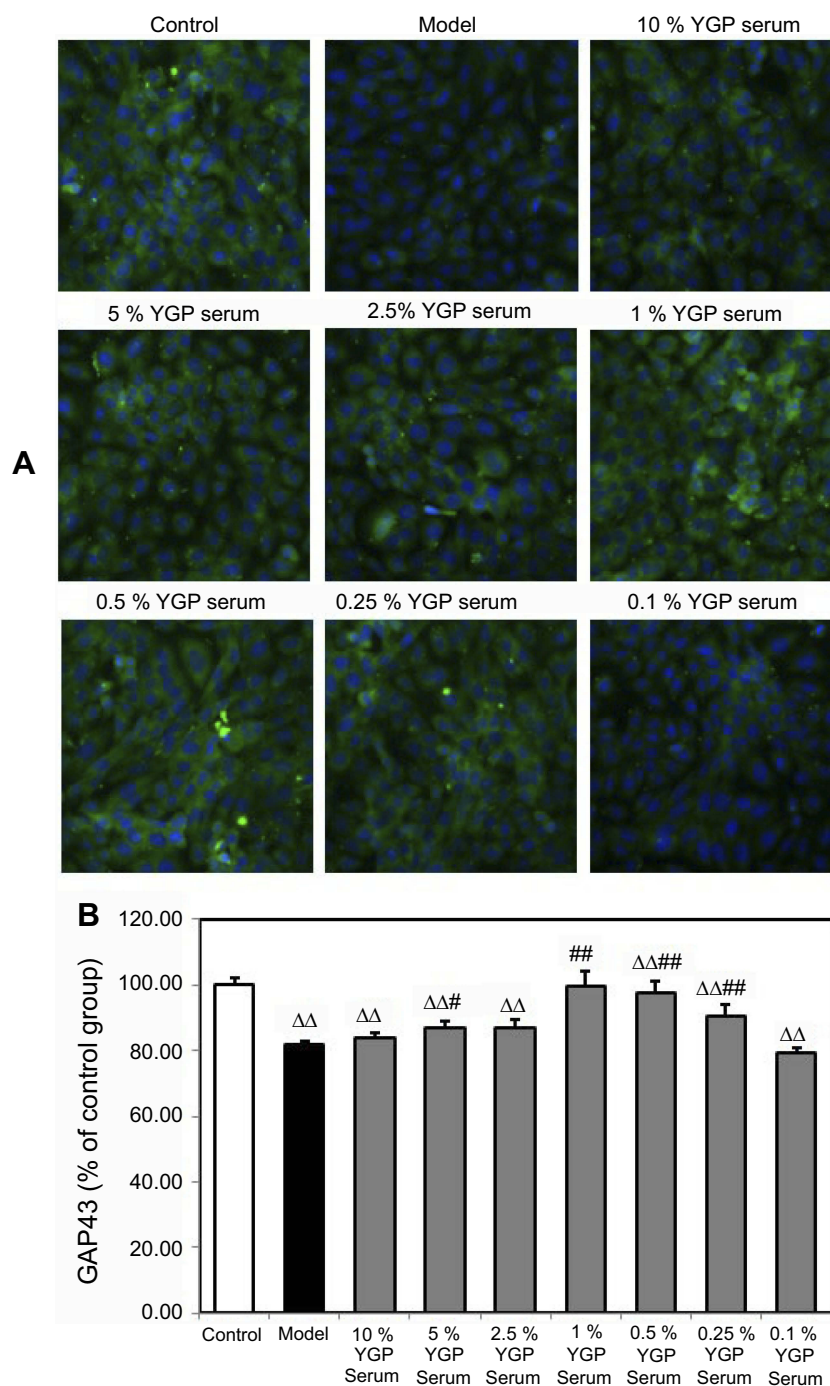 Control Model 10 % YGP serum
5 % YGP serum 2.5% YGP serum 1 % YGP serum
A
0.5 % YGP serum 0.25 % YGP serum 0.1 % YGP serum
B
GAP43 (% of control group)
120.00
100.00
80.00
60.00
40.00
20.00
0.00
ΔΔ ΔΔ ΔΔ# ΔΔ ## ΔΔ## ΔΔ## ΔΔ
Control Model 10 % 5 % 2.5 % 1 % 0.5 % 0.25 % 0.1 %
YGP YGP YGP YGP YGP YGP YGP
Serum Serum Serum Serum Serum Serum Serum